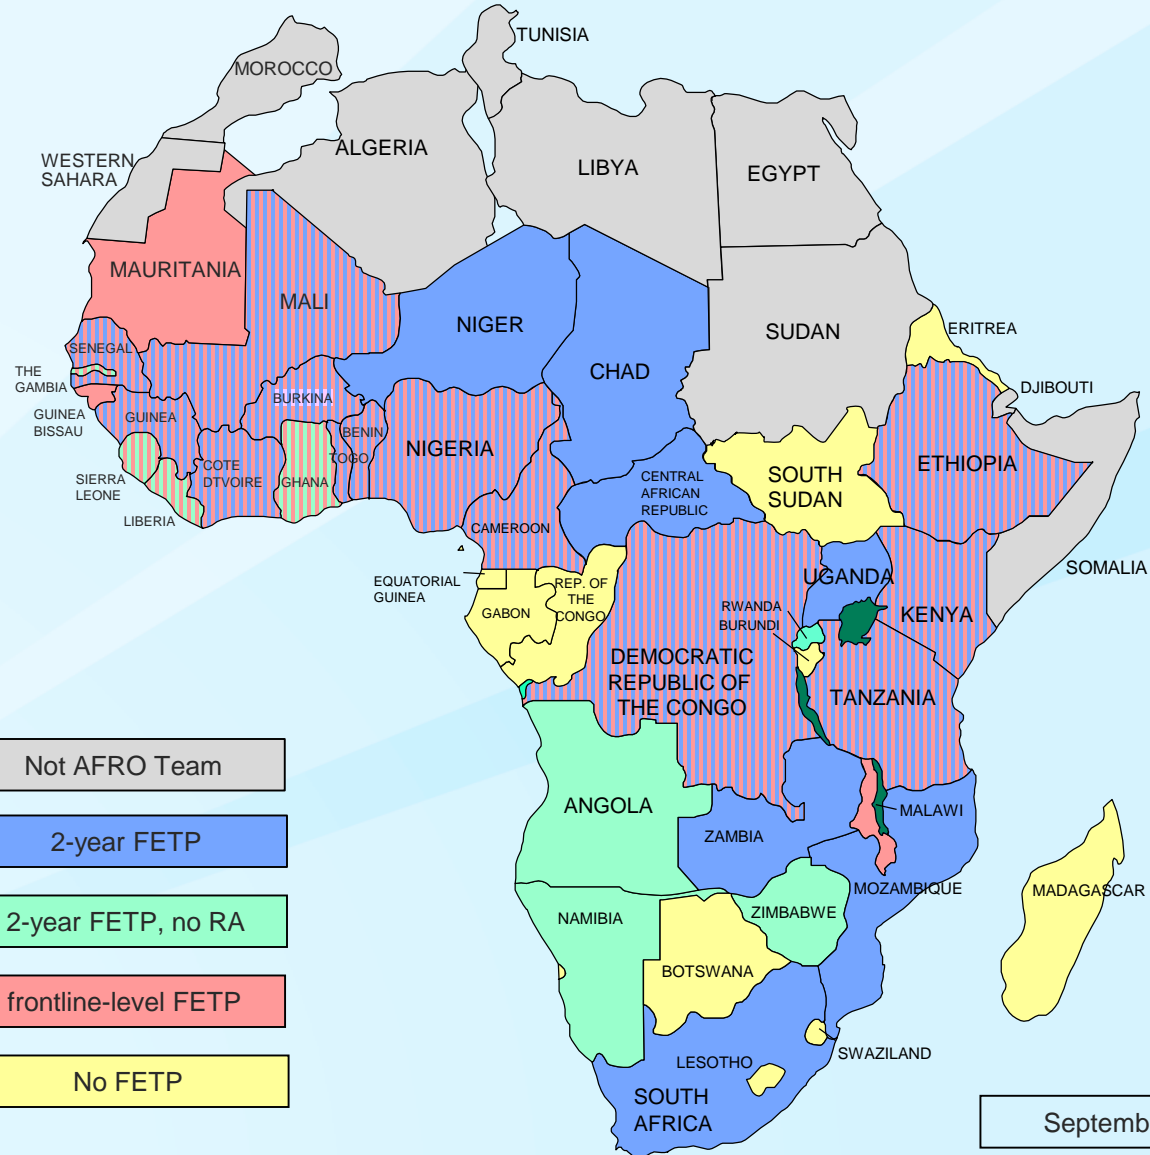 TUNISIA
MOROCCO
ALGERIA
WESTERN
SAHARA
LIBYA
EGYPT
MAURITANIA
MALI
NIGER
CHAD
SUDAN
ERITREA
SENEGAL
THE
GAMBIA
DJIBOUTI
BURKINA
GUINEA
BISSAU
GUINEA
BENIN
NIGERIA
TOGO
COTE
DTVOIRE
GHANA
SIERRA
LEONE
LIBERIA
CENTRAL
AFRICAN
REPUBLIC
SOUTH
SUDAN
ETHIOPIA
CAMEROON
SOMALIA
EQUATORIAL
GUINEA
GABON
REP. OF
THE
CONGO
UGANDA
KENYA
RWANDA
BURUNDI
DEMOCRATIC
REPUBLIC OF
THE CONGO
TANZANIA
Not AFRO Team
ANGOLA
MALAWI
ZAMBIA
2-year FETP
MOZAMBIQUE
MADAGASCAR
NAMIBIA
ZIMBABWE
2-year FETP, no RA
BOTSWANA
frontline-level FETP
SWAZILAND
LESOTHO
No FETP
SOUTH
AFRICA
Septemb